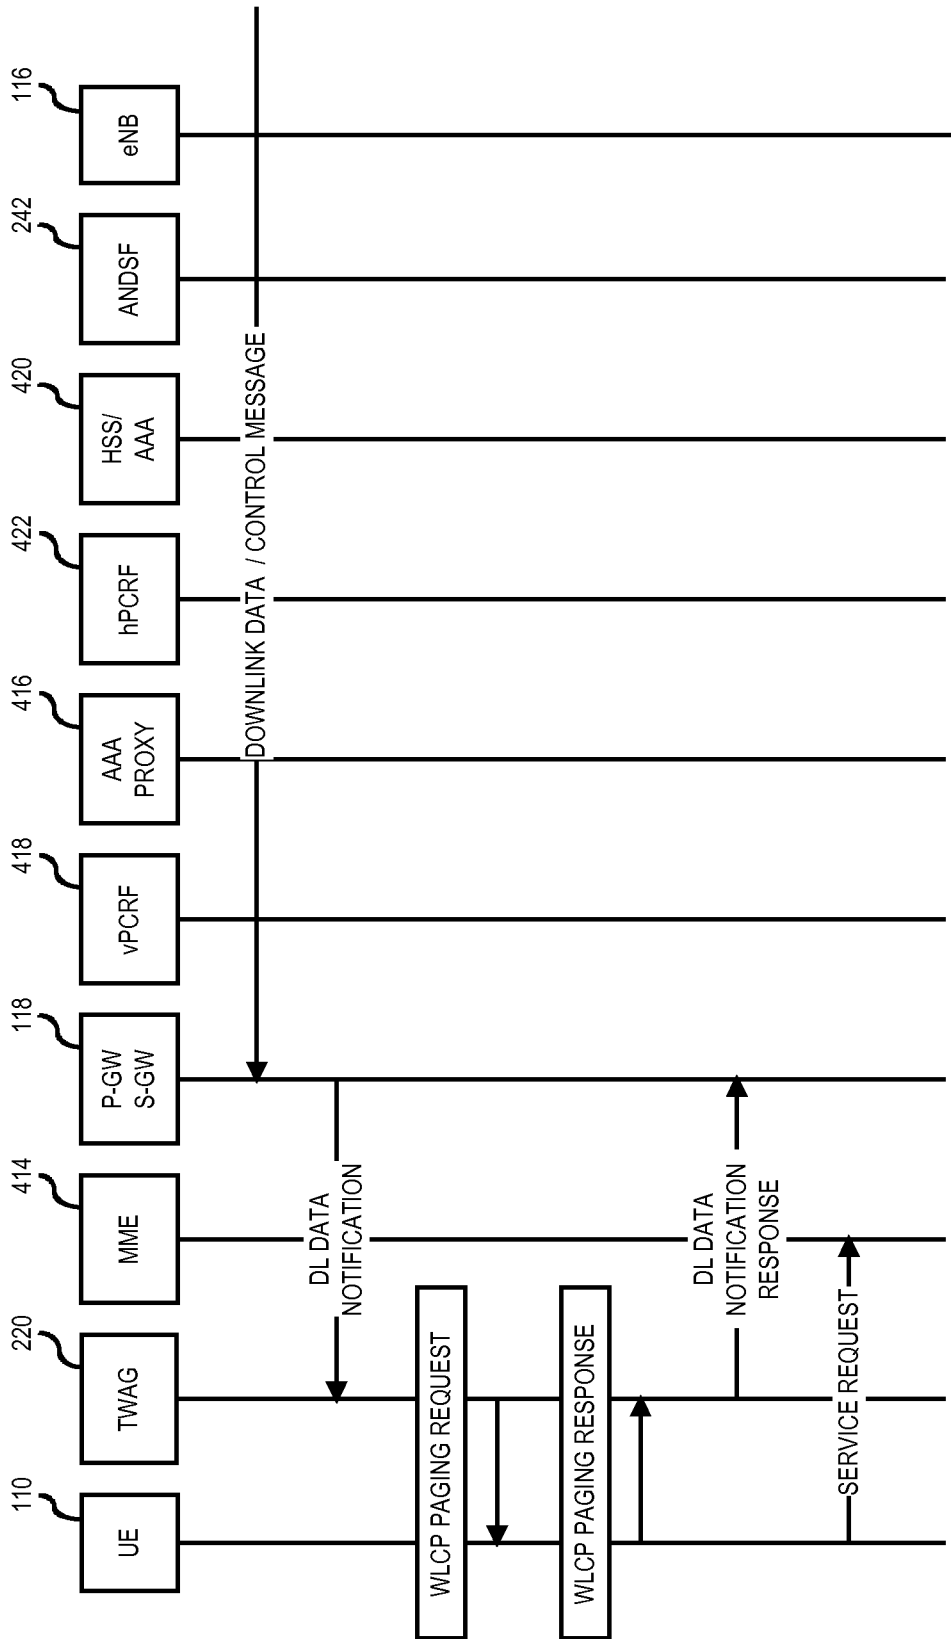 110
UE
220
TWAG
414
MME
118
P-GW
S-GW
418
vPCRF
416
AAA
PROXY
422
hPCRF
420
HSS/
AAA
242
ANDSF
116
eNB
DOWNLINK DATA / CONTROL MESSAGE
DL DATA
NOTIFICATION
WLCP PAGING REQUEST
WLCP PAGING RESPONSE
DL DATA
NOTIFICATION
RESPONSE
SERVICE REQUEST